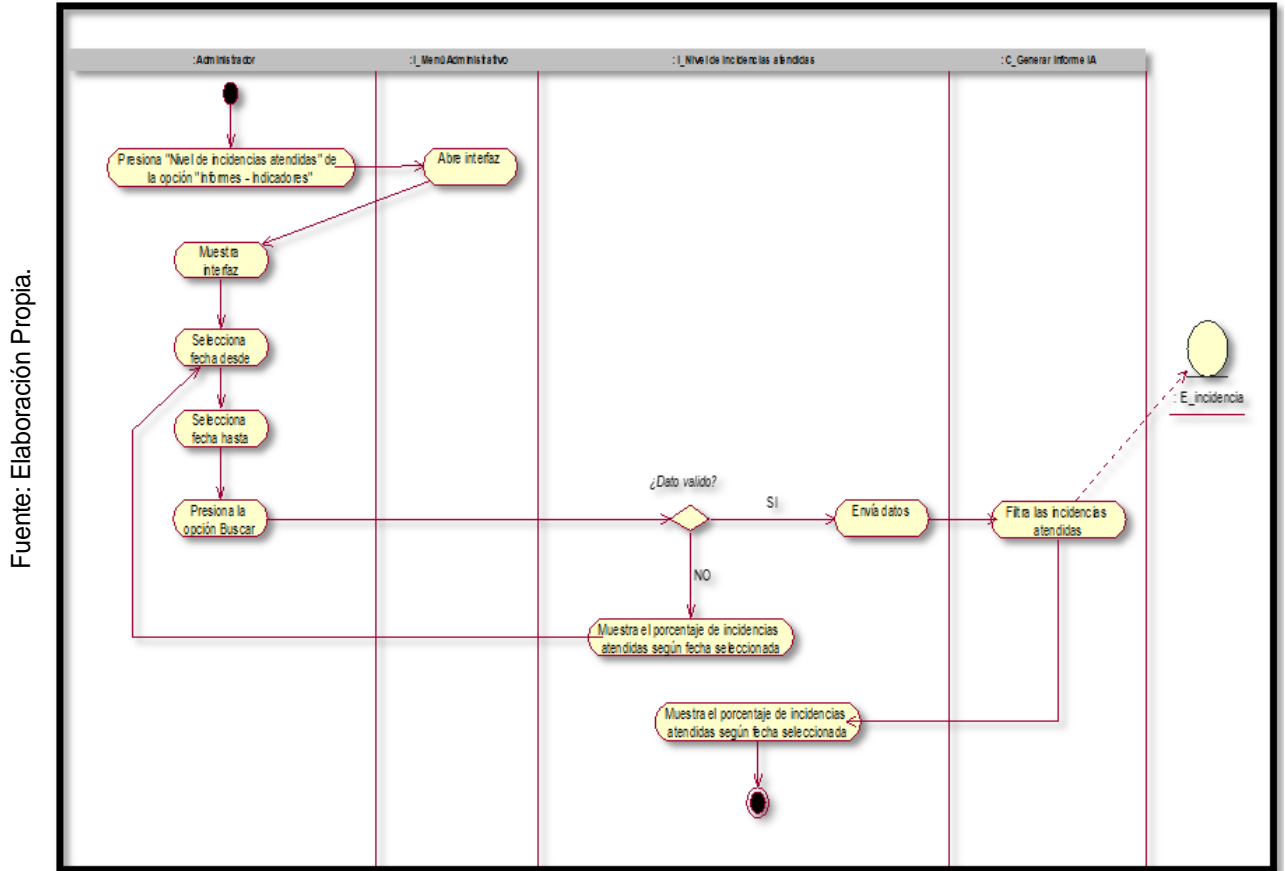 Fuente: Elaboración Propia.
: Administrador
: I_Menú Administrativo
: I_Nivel de incidencias atendidas
: C_Generar Informe IA
Presiona "Nivel de incidencias atendidas" de
la opción "Informes - Indicadores"
Abre interfaz
Muestra
interfaz
Selecciona
fecha desde
Selecciona
fecha hasta
Presiona la
opción Buscar
¿Dato valido?
SI
Envía datos
Filtra las incidencias
atendidas
: E_incidencia
NO
Muestra el porcentaje de incidencias
atendidas según fecha seleccionada
Muestra el porcentaje de incidencias
atendidas según fecha seleccionada